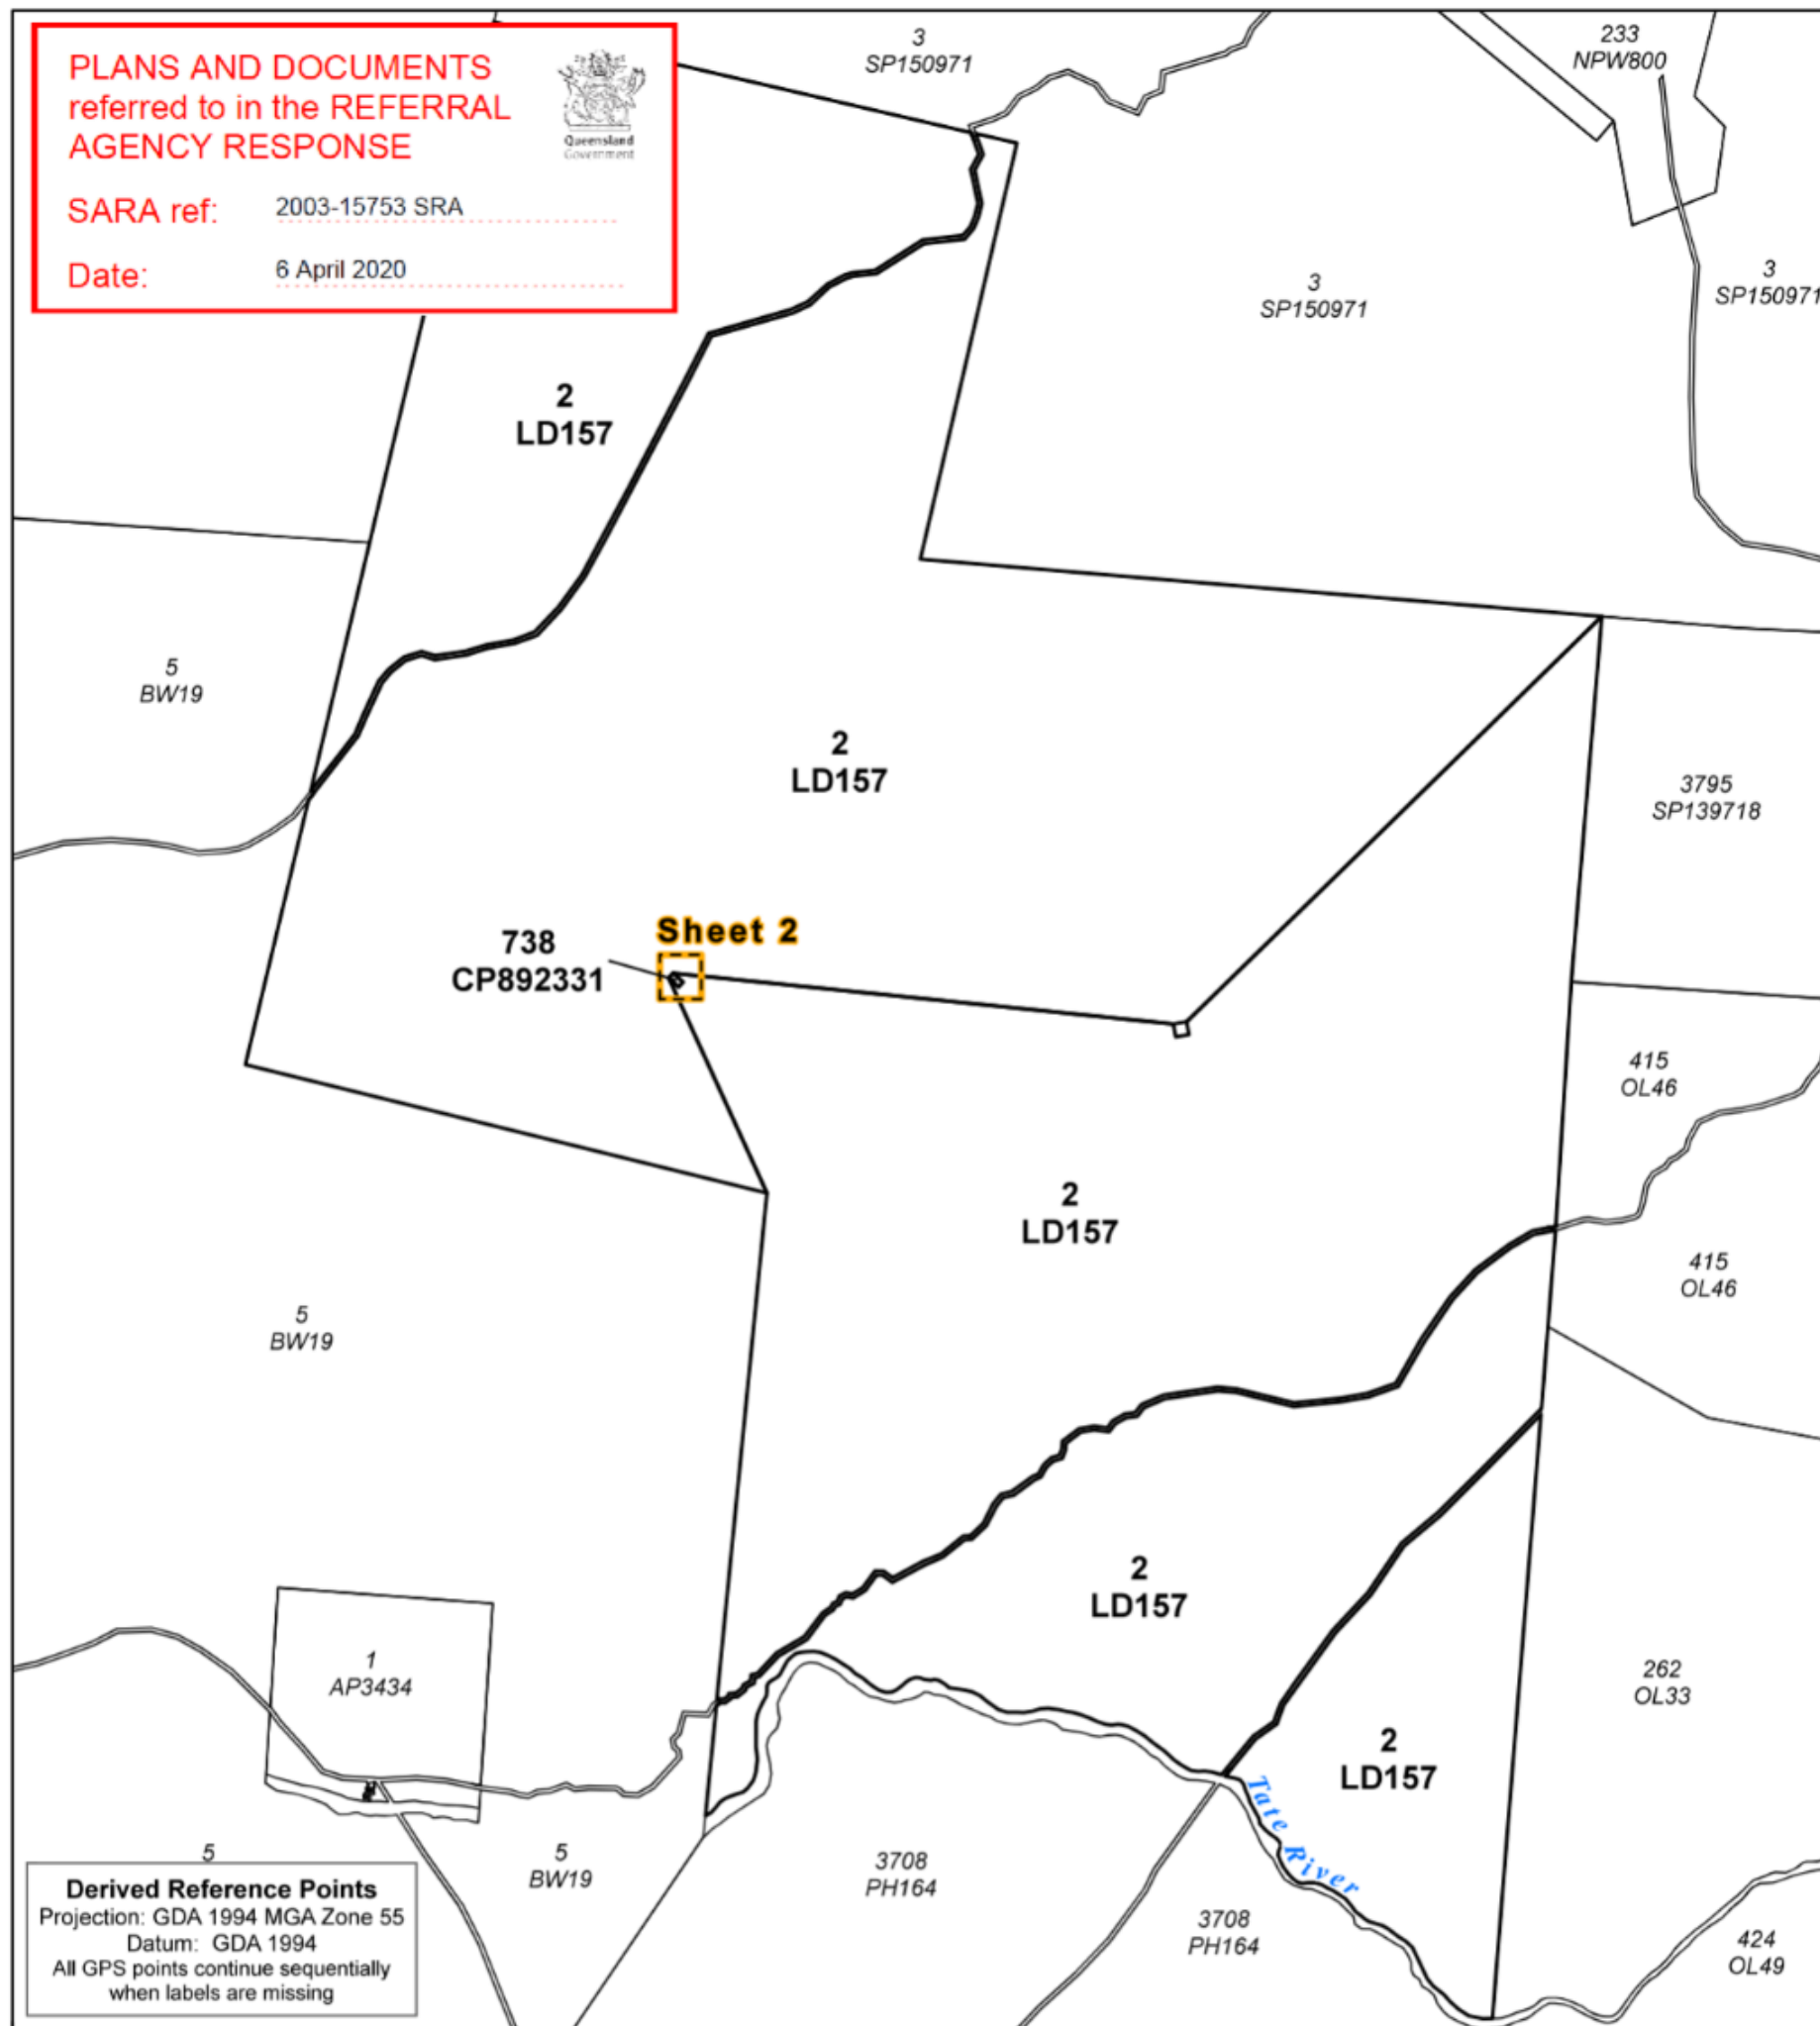 PLANS AND DOCUMENTS
referred to in the REFERRAL
AGENCY RESPONSE
Queensland
Government
SARA ref: 2003-15753 SRA
Date: 6 April 2020
3
SP150971
233
NPW800
3
SP150971
3
SP150971
2
LD157
5
BW19
2
LD157
3795
SP139718
Sheet 2
738
CP892331
415
OL46
2
LD157
415
OL46
5
BW19
2
LD157
1
AP3434
262
OL33
2
LD157
Tate River
5
5
BW19
3708
PH164
3708
PH164
424
OL49
Derived Reference Points
Projection: GDA 1994 MGA Zone 55
Datum: GDA 1994
All GPS points continue sequentially
when labels are missing